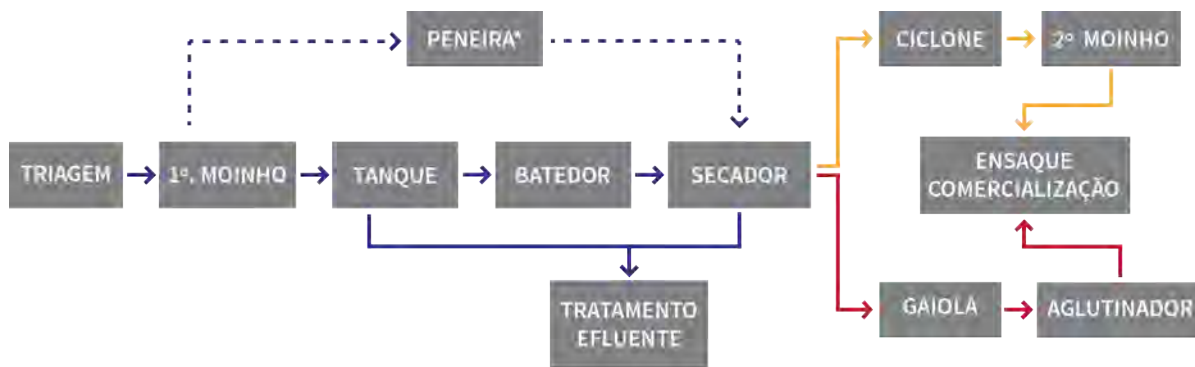 PENEIRA*
CICLONE
2º MOINHO
TRIAGEM
1º. MOINHO
TANQUE
BATEDOR
SECADOR
ENSAQUE
COMERCIALIZAÇÃO
TRATAMENTO
EFLUENTE
GAIOLA
AGLUTINADOR